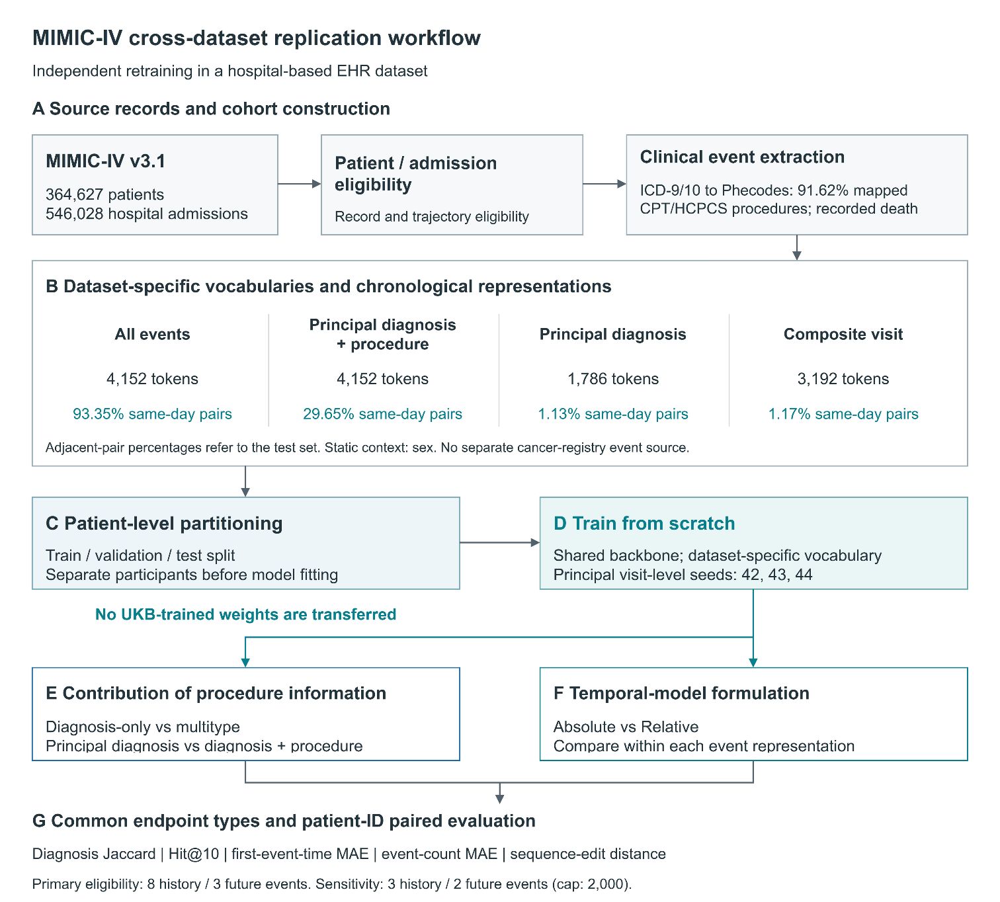 MIMIC-IV cross-dataset replication workflow
Independent retraining in a hospital-based EHR dataset
A Source records and cohort construction
MIMIC-IV v3.1
364,627 patients
546,028 hospital admissions
Patient / admission
eligibility
Record and trajectory eligibility
Clinical event extraction
ICD-9/10 to Phecodes: 91.62% mapped
CPT/HCPCS procedures; recorded death
B Dataset-specific vocabularies and chronological representations
All events
4,152 tokens
93.35% same-day pairs
Principal diagnosis
+ procedure
4,152 tokens
29.65% same-day pairs
Principal diagnosis
1,786 tokens
1.13% same-day pairs
Composite visit
3,192 tokens
1.17% same-day pairs
Adjacent-pair percentages refer to the test set. Static context: sex. No separate cancer-registry event source.
C Patient-level partitioning
Train / validation / test split
Separate participants before model fitting
D Train from scratch
Shared backbone; dataset-specific vocabulary
Principal visit-level seeds: 42, 43, 44
No UKB-trained weights are transferred
E Contribution of procedure information
Diagnosis-only vs multitype
Principal diagnosis vs diagnosis + procedure
F Temporal-model formulation
Absolute vs Relative
Compare within each event representation
G Common endpoint types and patient-ID paired evaluation
Diagnosis Jaccard | Hit@10 | first-event-time MAE | event-count MAE | sequence-edit distance
Primary eligibility: 8 history / 3 future events. Sensitivity: 3 history / 2 future events (cap: 2,000).